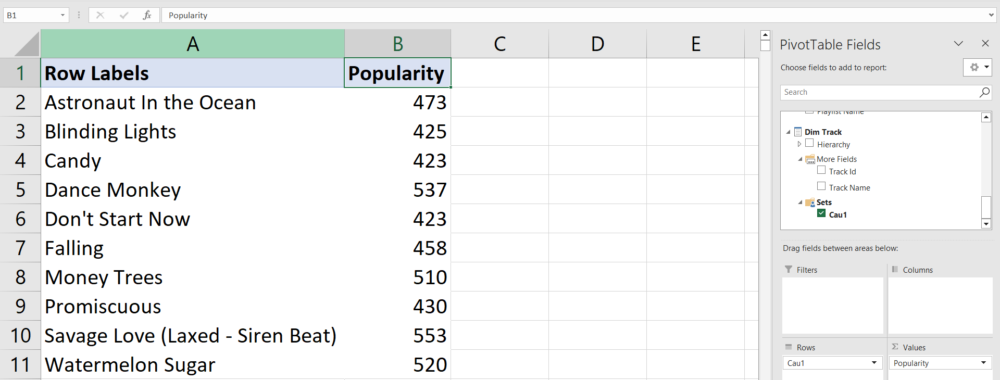 B1
fx
Popularity
A B C D E
1 Row Labels Popularity
2 Astronaut In the Ocean 473
3 Blinding Lights 425
4 Candy 423
5 Dance Monkey 537
6 Don't Start Now 423
7 Falling 458
8 Money Trees 510
9 Promiscuous 430
10 Savage Love (Laxed - Siren Beat) 553
11 Watermelon Sugar 520
PivotTable Fields
Choose fields to add to report:
Search
Playlist Name
Dim Track
Hierarchy
More Fields
Track Id
Track Name
Sets
Cau1
Drag fields between areas below:
Filters
Columns
Rows
Σ Values
Cau1
Popularity